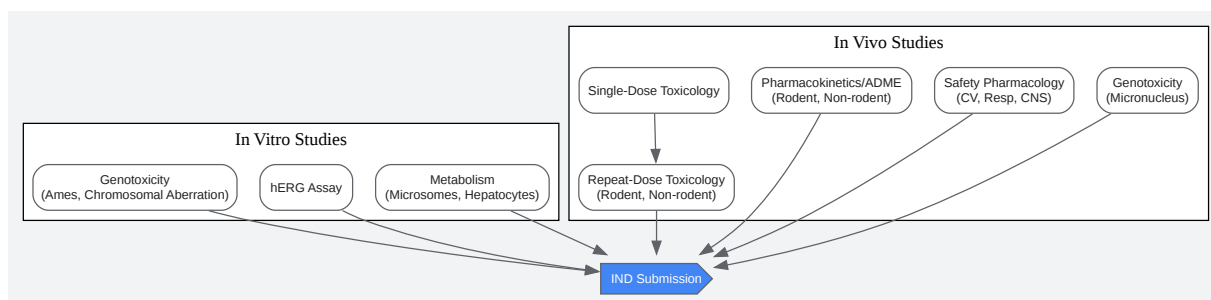 In Vivo Studies
Single-Dose Toxicology
Pharmacokinetics/ADME
(Rodent, Non-rodent)
Safety Pharmacology
(CV, Resp, CNS)
Genotoxicity
(Micronucleus)
In Vitro Studies
Genotoxicity
(Ames, Chromosomal Aberration)
hERG Assay
Metabolism
(Microsomes, Hepatocytes)
Repeat-Dose Toxicology
(Rodent, Non-rodent)
IND Submission